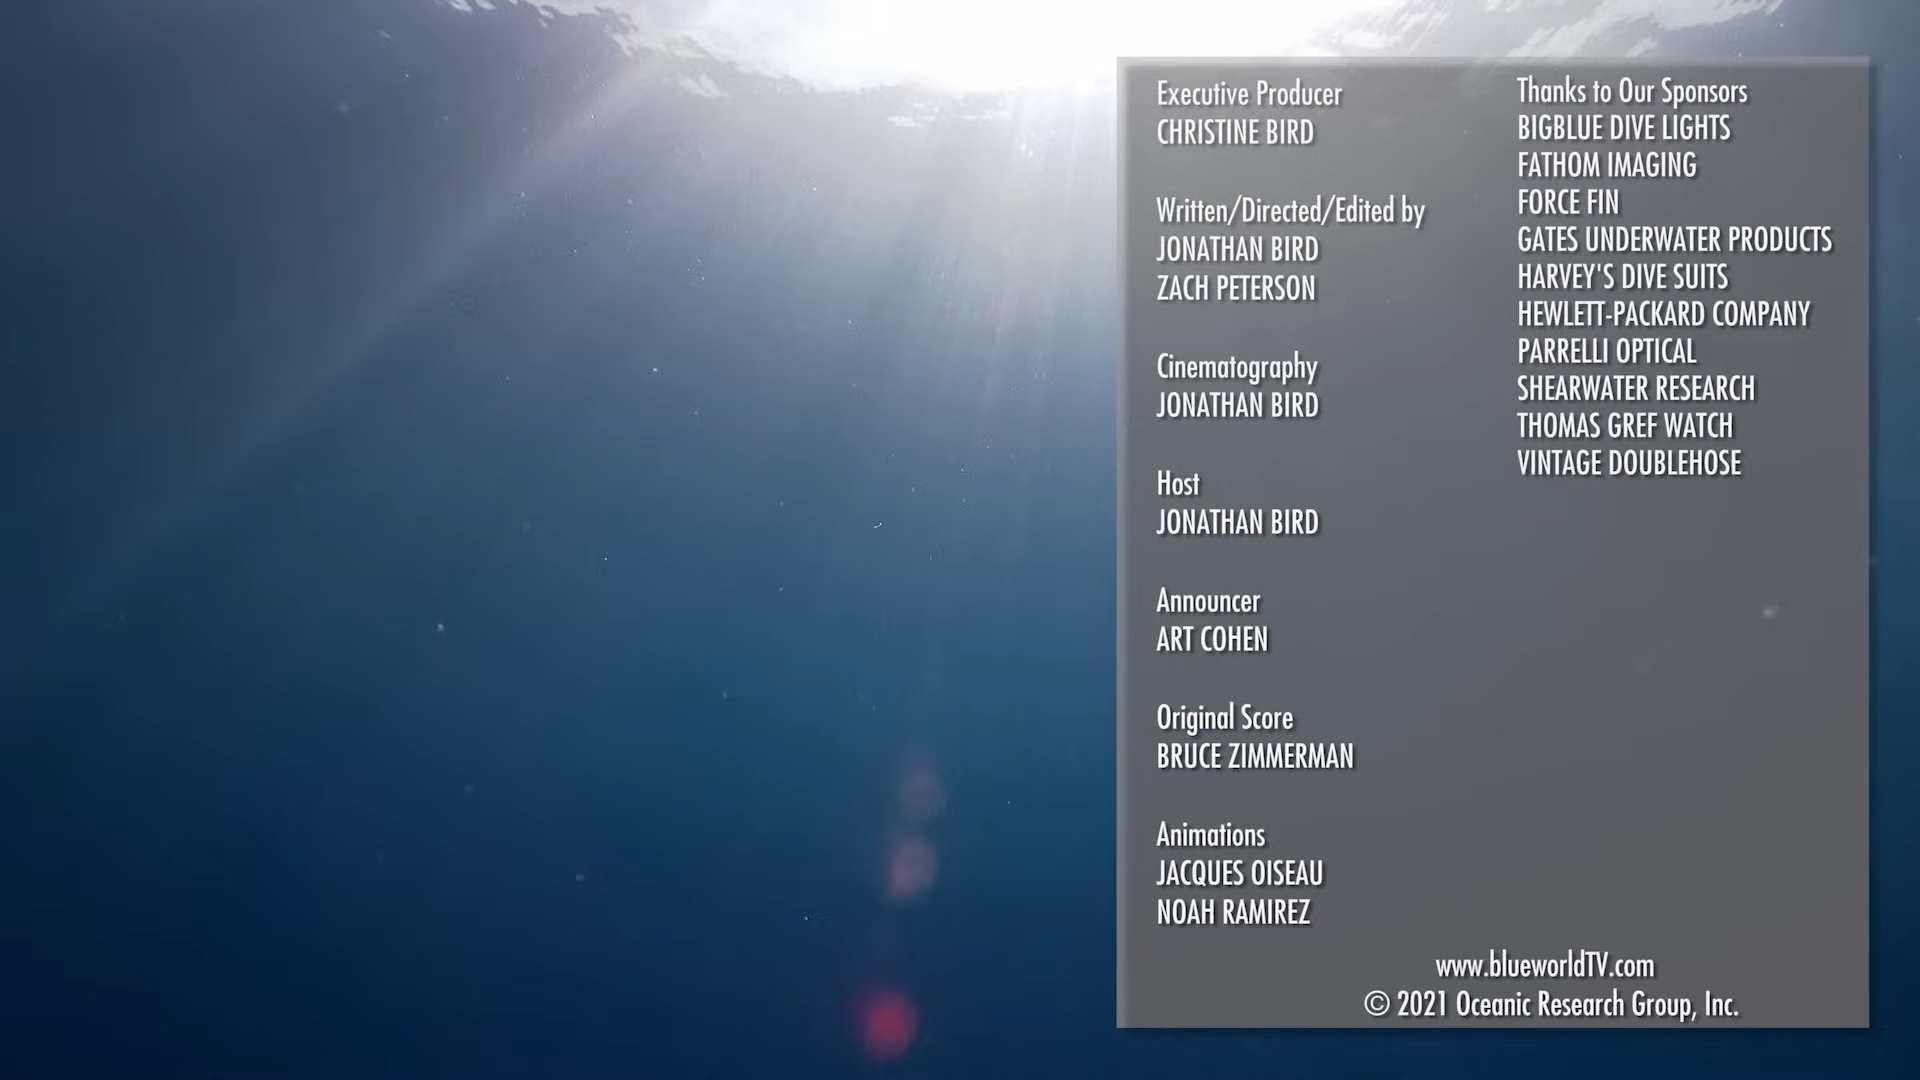 Executive Producer
CHRISTINE BIRD
Written/Directed/Edited by
JONATHAN BIRD
ZACH PETERSON
Cinematography
JONATHAN BIRD
Host
JONATHAN BIRD
Announcer
ART COHEN
Original Score
BRUCE ZIMMERMAN
Animations
JACQUES OISEAU
NOAH RAMIREZ
Thanks to Our Sponsors
BIGBLUE DIVE LIGHTS
FATHOM IMAGING
FORCE FIN
GATES UNDERWATER PRODUCTS
HARVEY'S DIVE SUITS
HEWLETT-PACKARD COMPANY
PARRELLI OPTICAL
SHEARWATER RESEARCH
THOMAS GREF WATCH
VINTAGE DOUBLEHOSE
www.blueworldTV.com
© 2021 Oceanic Research Group, Inc.